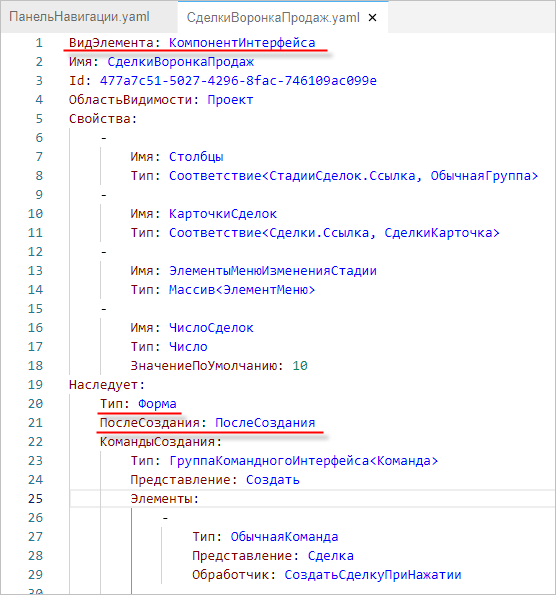 ПанельНавигации.yaml
СделкиВоронкаПродаж.yaml ×
1 ВидЭлемента: КомпонентИнтерфейса
2 Имя: СделкиВоронкаПродаж
3 Id: 477a7c51-5027-4296-8fac-746109ac099e
4 ОбластьВидимости: Проект
5 Свойства:
6 -
7 Имя: Столбцы
8 Тип: Соответствие<СтадииСделок.Ссылка, ОбычнаяГруппа>
9 -
10 Имя: КарточкиСделок
11 Тип: Соответствие<Сделки.Ссылка, СделкиКарточка>
12 -
13 Имя: ЭлементыМенюИзмененияСтадии
14 Тип: Массив<ЭлементМеню>
15 -
16 Имя: ЧислоСделок
17 Тип: Число
18 ЗначениеПоУмолчанию: 10
19 Наследует:
20 Тип: Форма
21 ПослеСоздания: ПослеСоздания
22 КомандыСоздания:
23 Тип: ГруппаКомандногоИнтерфейса<Команда>
24 Представление: Создать
25 Элементы:
26 -
27 Тип: ОбычнаяКоманда
28 Представление: Сделка
29 Обработчик: СоздатьСделкуПриНажатии
30